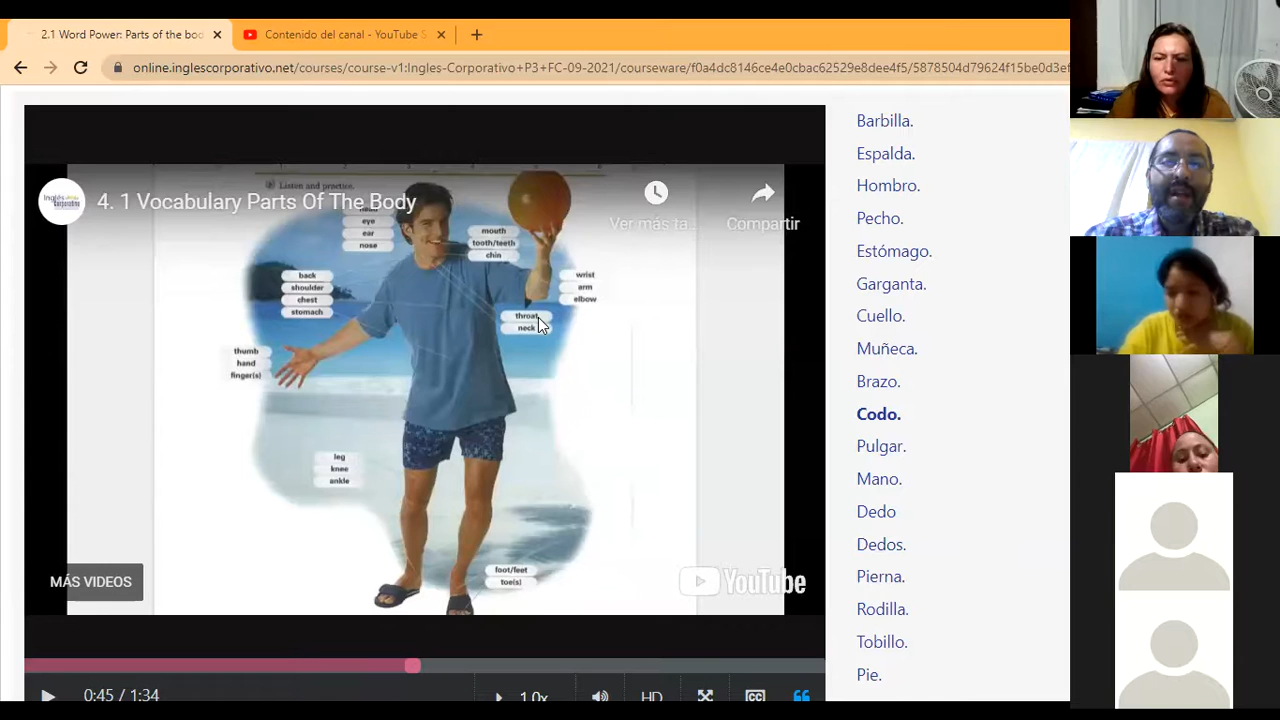 2.1 Word Power: Parts of the bod
Contenido del canal - YouTube S
online.inglescorporativo.net/courses/course-v1:Ingles-Corporativo+P3+FC-09-2021/courseware/f0a4dc8146ce4e0cbac62529e8dee4f5/5878504d79624f15be0d3ef
Listen and practice.
4. 1 Vocabulary Parts Of The Body
Ver más ta...
Compartir
head
eye
ear
nose
mouth
tooth/teeth
chin
back
shoulder
chest
stomach
wrist
arm
elbow
throat
neck
thumb
hand
finger(s)
leg
knee
ankle
foot/feet
toe(s)
MÁS VIDEOS
YouTube
0:45 / 1:34
1.0x
HD
Barbilla.
Espalda.
Hombro.
Pecho.
Estómago.
Garganta.
Cuello.
Muñeca.
Brazo.
Codo.
Pulgar.
Mano.
Dedo
Dedos.
Pierna.
Rodilla.
Tobillo.
Pie.